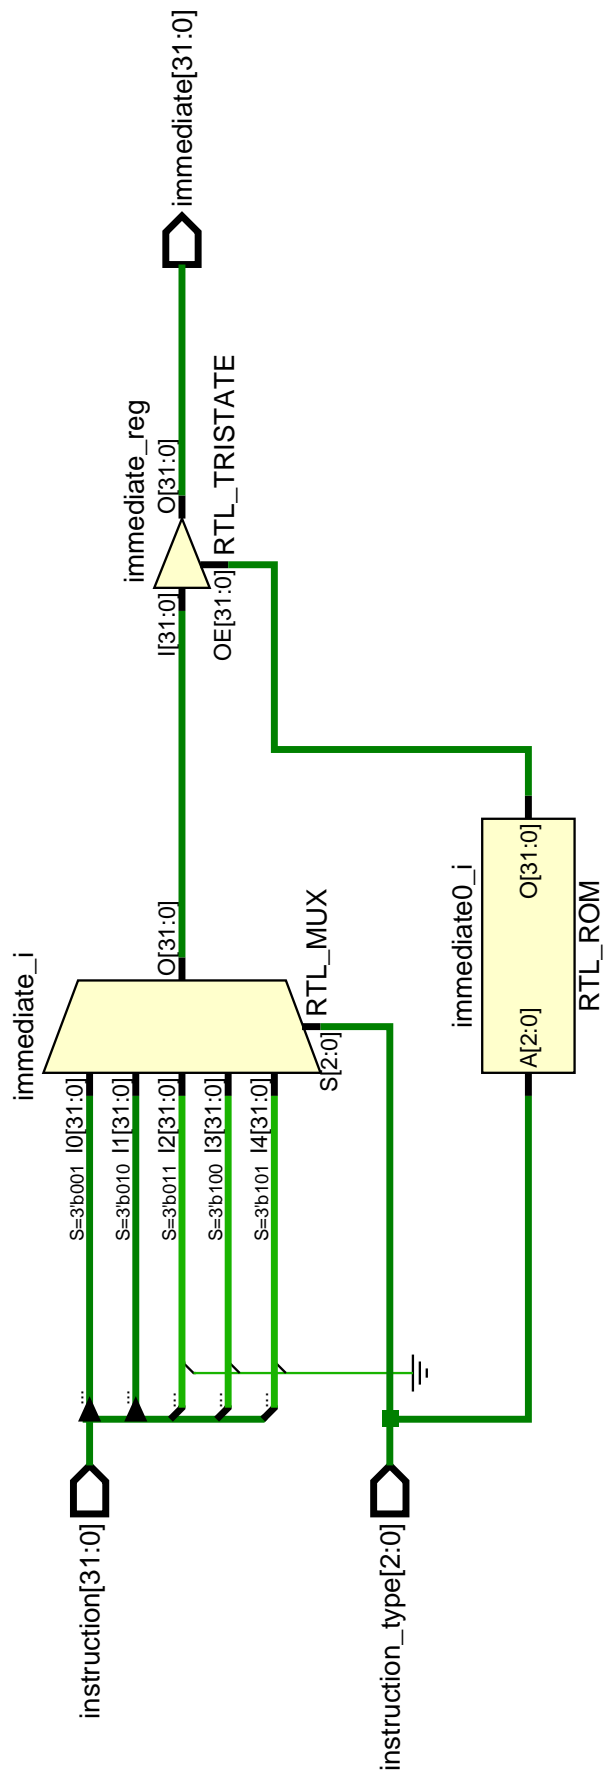 immediate_i
S=3'b001 I0[31:0]
S=3'b010 I1[31:0]
S=3'b011 I2[31:0]
S=3'b100 I3[31:0]
S=3'b101 I4[31:0]
S[2:0]
O[31:0]
RTL_MUX
...
...
...
...
...
instruction[31:0]
instruction_type[2:0]
immediate_reg
I[31:0]
O[31:0]
OE[31:0]
RTL_TRISTATE
immediate[31:0]
immediate0_i
A[2:0]
O[31:0]
RTL_ROM